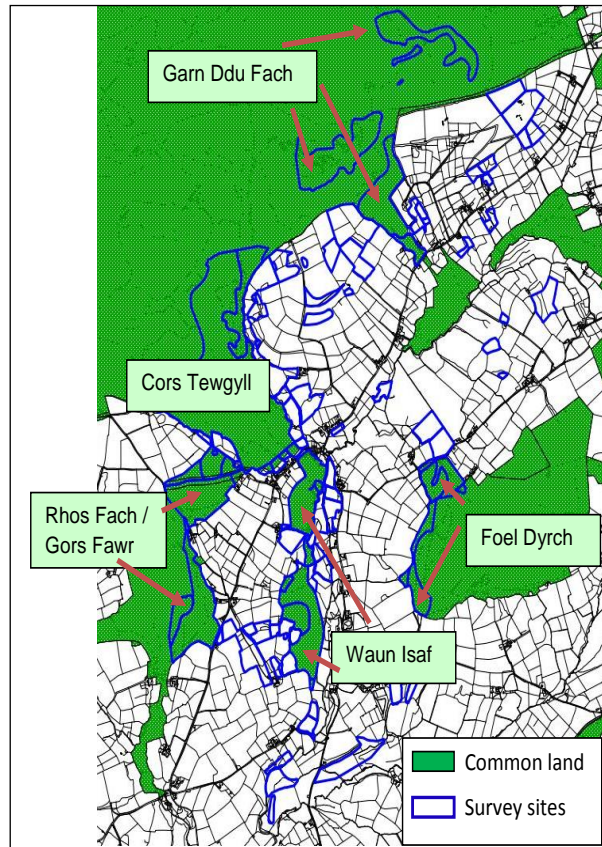 Garn Ddu Fach
Cors Tewgyll
Rhos Fach /
Gors Fawr
Foel Dyrch
Waun Isaf
Common land
Survey sites